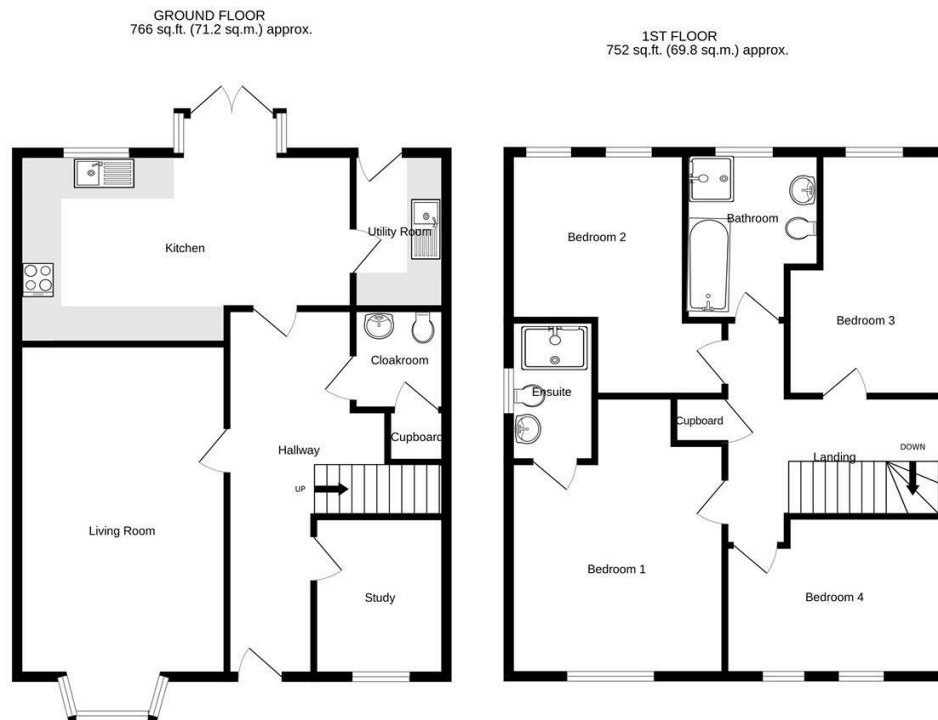 GROUND FLOOR
766 sq.ft. (71.2 sq.m.) approx.
Kitchen
Utility Room
Cloakroom
Cupboard
Hallway
UP
Living Room
Study
1ST FLOOR
752 sq.ft. (69.8 sq.m.) approx.
Bedroom 2
Bathroom
Bedroom 3
Ensuite
Cupboard
Landing
DOWN
Bedroom 1
Bedroom 4